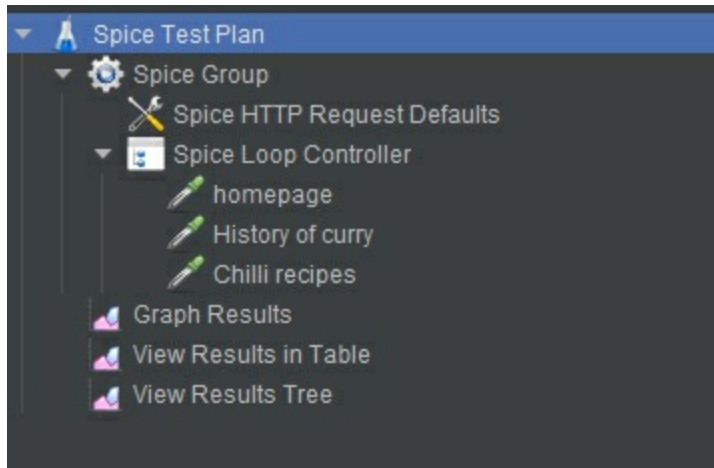 Spice Test Plan
Spice Group
Spice HTTP Request Defaults
Spice Loop Controller
homepage
History of curry
Chilli recipes
Graph Results
View Results in Table
View Results Tree